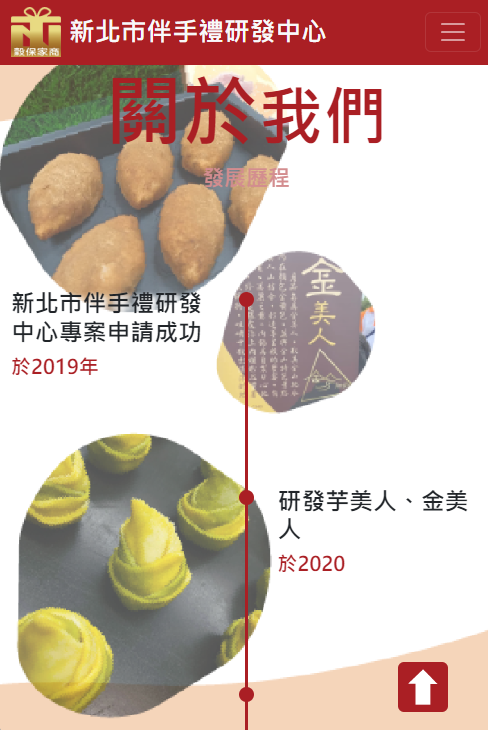 穀保家商
新北市伴手禮研發中心
關於我們
發展歷程
新北市伴手禮研發
中心專案申請成功
於2019年
金
美
人
研發芋美人、金美
人
於2020